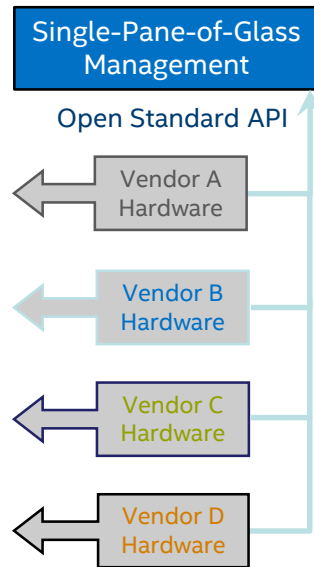 Single-Pane-of-Glass
Management
Open Standard API
Vendor A
Hardware
Vendor B
Hardware
Vendor C
Hardware
Vendor D
Hardware